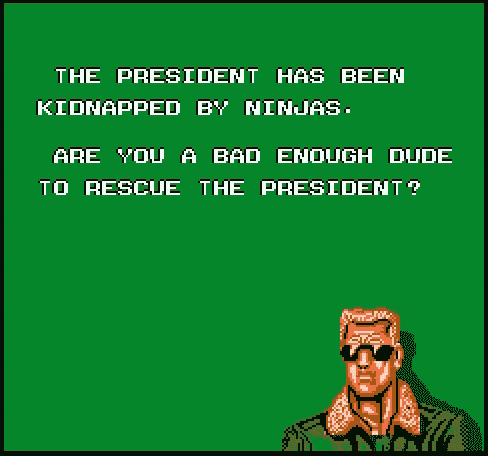 THE PRESIDENT HAS BEEN
KIDNAPPED BY NINJAS.
ARE YOU A BAD ENOUGH DUDE
TO RESCUE THE PRESIDENT?